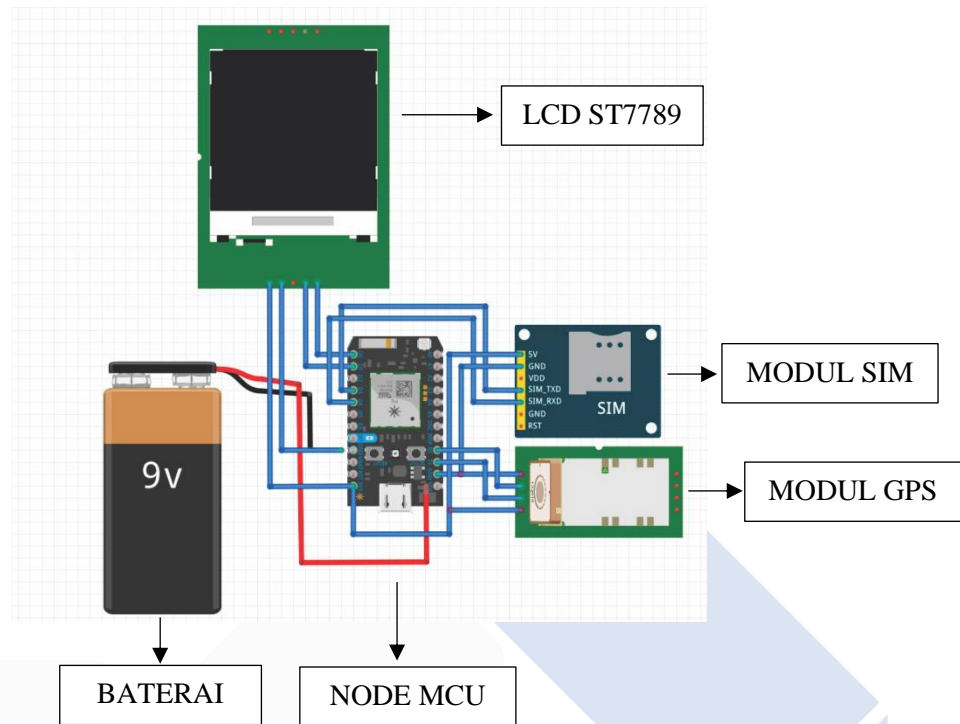 LCD ST7789
5V
GND
VDD
SIM_TXD
SIM_RXD
GND
RST
SIM
MODUL SIM
9v
MODUL GPS
BATERAI
NODE MCU